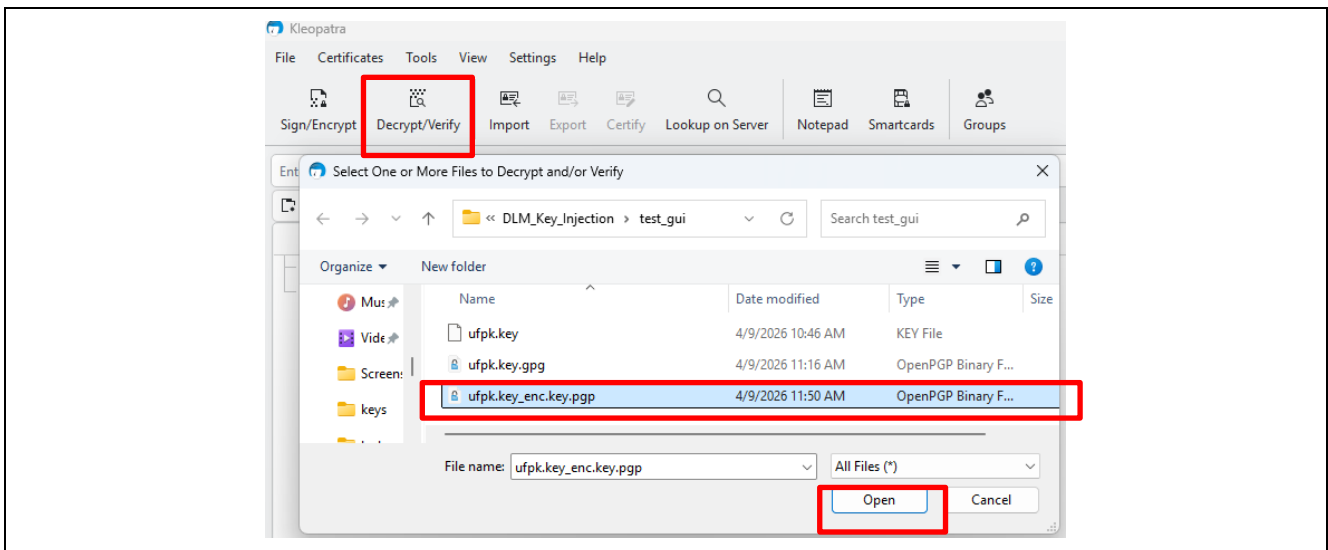 Kleopatra
File Certificates Tools View Settings Help
Sign/Encrypt Decrypt/Verify Import Export Certify Lookup on Server Notepad Smartcards Groups
Ent Select One or More Files to Decrypt and/or Verify
« DLM_Key_Injection > test_gui Search test_gui
Organize New folder
Name Date modified Type Size
Mus
ufpk.key 4/9/2026 10:46 AM KEY File
Vide
ufpk.key.gpg 4/9/2026 11:16 AM OpenPGP Binary F...
Screen:
ufpk.key_enc.key.pgp 4/9/2026 11:50 AM OpenPGP Binary F...
keys
File name: ufpk.key_enc.key.pgp All Files (*)
Open Cancel